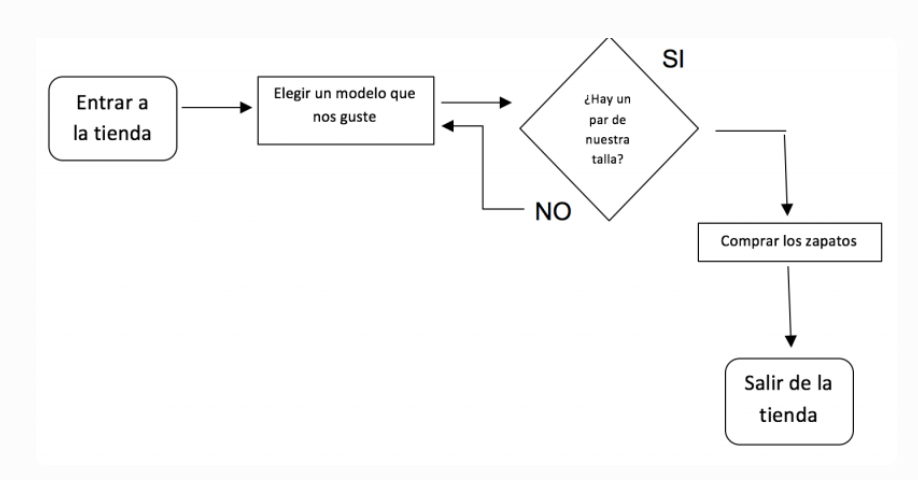 Entrar a
la tienda
Elegir un modelo que
nos guste
¿Hay un
par de
nuestra
talla?
SI
NO
Comprar los zapatos
Salir de la
tienda